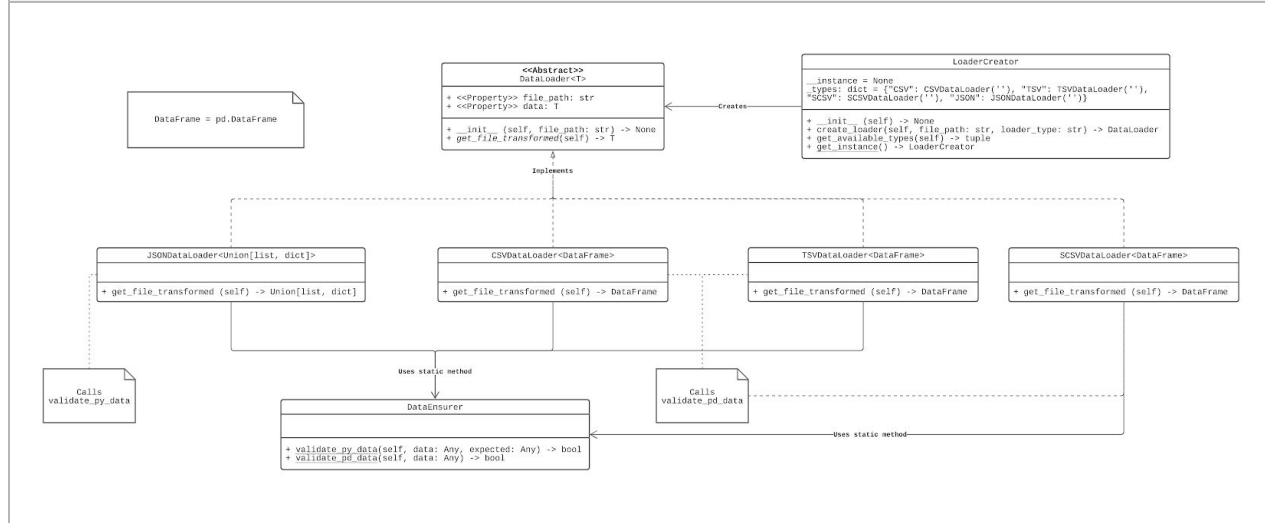 DataFrame = pd.DataFrame
<<Abstract>>
DataLoader<T>
+ <<Property>> file_path: str
+ <<Property>> data: T
+ __init__ (self, file_path: str) -> None
+ get_file_transformed(self) -> T
Creates
LoaderCreator
__instance = None
_types: dict = {"CSV": CSVDataLoader(''), "TSV": TSVDataLoader(''),
"SCSV": SCSVDataLoader(''), "JSON": JSONDataLoader('')}
+ __init__ (self) -> None
+ create_loader(self, file_path: str, loader_type: str) -> DataLoader
+ get_available_types(self) -> tuple
+ get_instance() -> LoaderCreator
Implements
JSONDataLoader<Union[list, dict]>
+ get_file_transformed (self) -> Union[list, dict]
CSVDataLoader<DataFrame>
+ get_file_transformed (self) -> DataFrame
TSVDataLoader<DataFrame>
+ get_file_transformed (self) -> DataFrame
SCSVDataLoader<DataFrame>
+ get_file_transformed (self) -> DataFrame
Calls
validate_py_data
Uses static method
Calls
validate_pd_data
DataEnsurer
+ validate_py_data(self, data: Any, expected: Any) -> bool
+ validate_pd_data(self, data: Any) -> bool
Uses static method